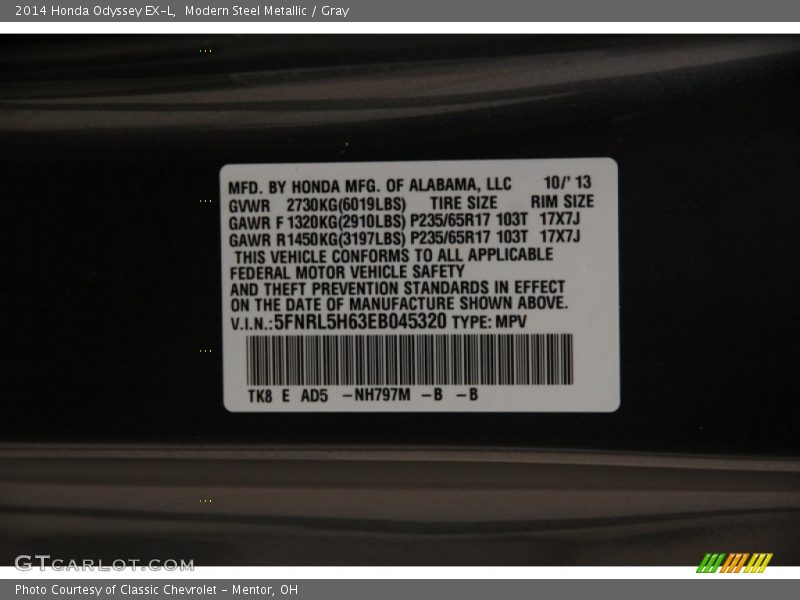 2014 Honda Odyssey EX-L, Modern Steel Metallic / Gray
MFD. BY HONDA MFG. OF ALABAMA, LLC 10/' 13
GVWR 2730KG(6019LBS) TIRE SIZE RIM SIZE
GAWR F 1320KG(2910LBS) P235/65R17 103T 17X7J
GAWR R1450KG(3197LBS) P235/65R17 103T 17X7J
THIS VEHICLE CONFORMS TO ALL APPLICABLE
FEDERAL MOTOR VEHICLE SAFETY
AND THEFT PREVENTION STANDARDS IN EFFECT
ON THE DATE OF MANUFACTURE SHOWN ABOVE.
V.I.N.:5FNRL5H63EB045320 TYPE: MPV
TK8 E AD5 -NH797M -B -B
GTCARLOT.COM
Photo Courtesy of Classic Chevrolet - Mentor, OH